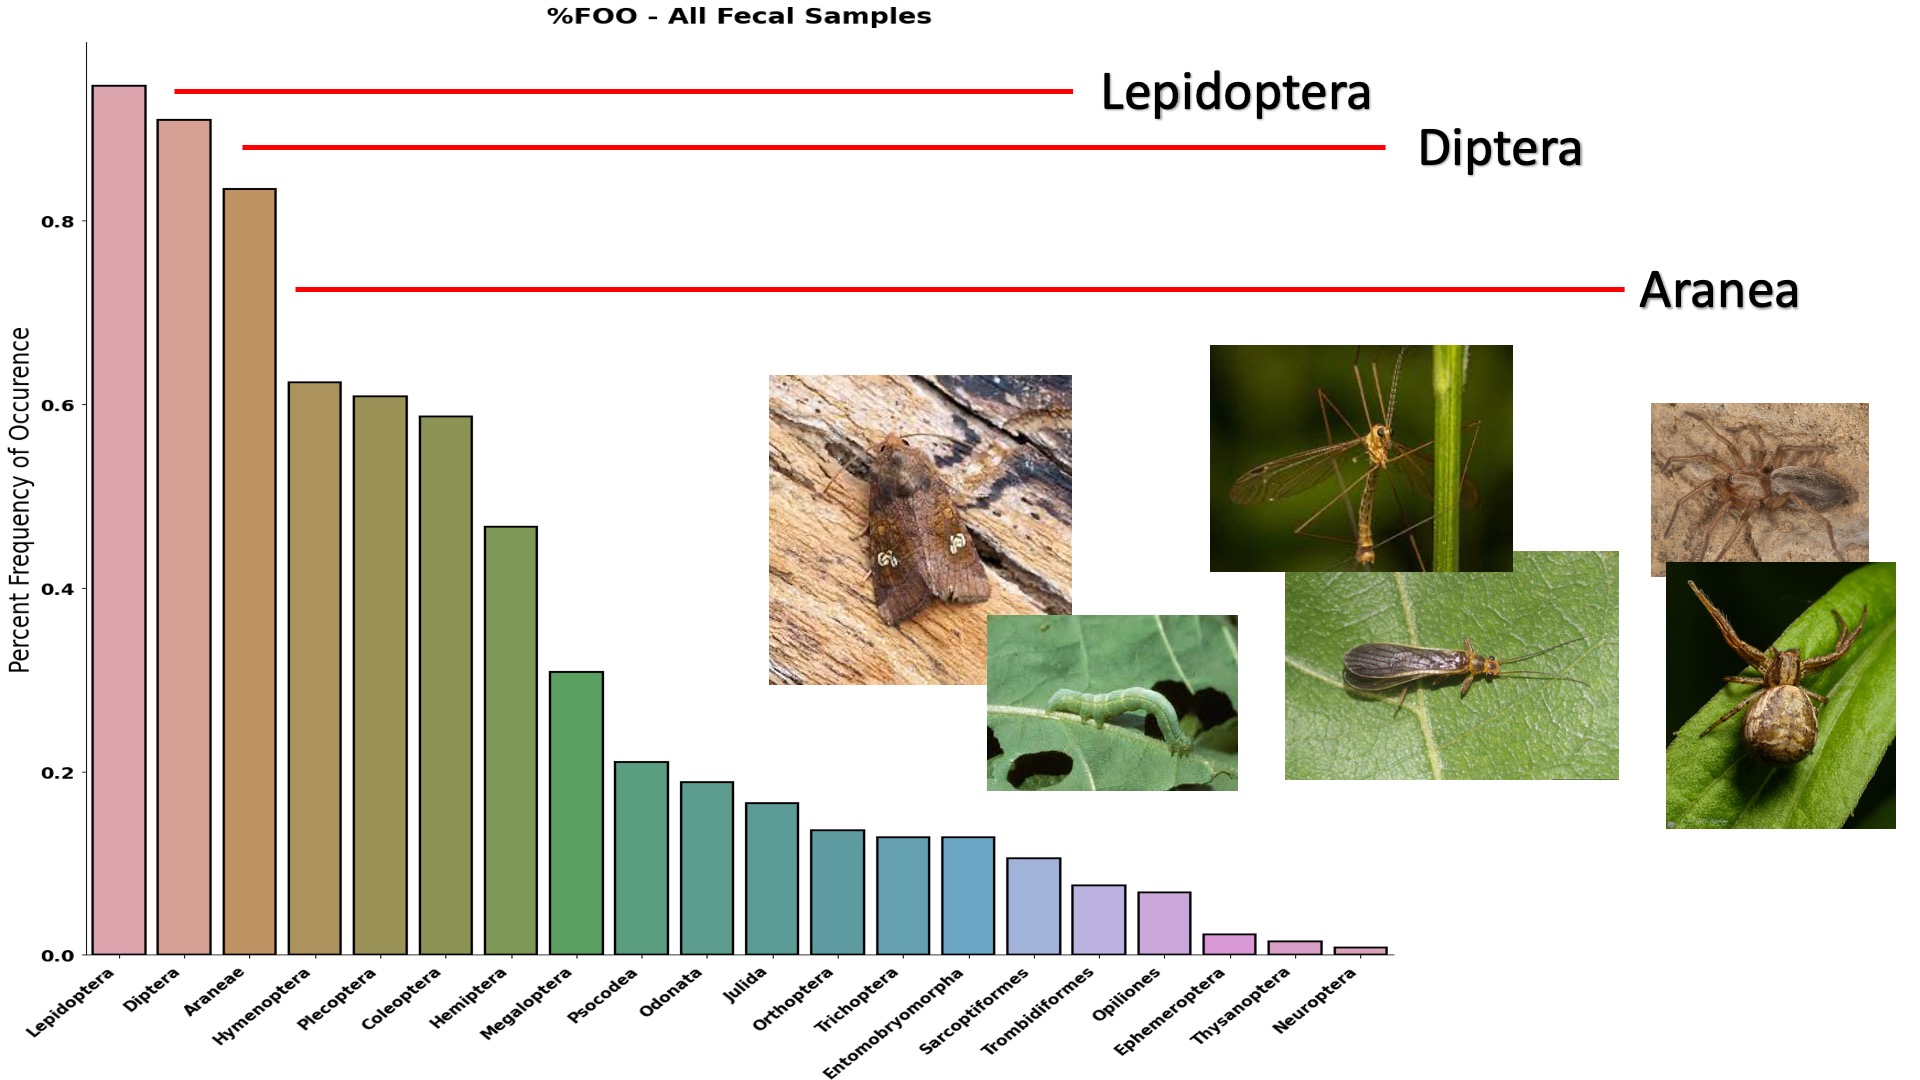 %FOO - All Fecal Samples
Lepidoptera
Diptera
Aranea
Percent Frequency of Occurence
0.8
0.6
0.4
0.2
0.0
Lepidoptera
Diptera
Araneae
Hymenoptera
Plecoptera
Coleoptera
Hemiptera
Megaloptera
Psocodea
Odonata
Julida
Orthoptera
Trichoptera
Entomobryomorpha
Sarcoptiformes
Trombidiformes
Opiliones
Ephemeroptera
Thysanoptera
Neuroptera